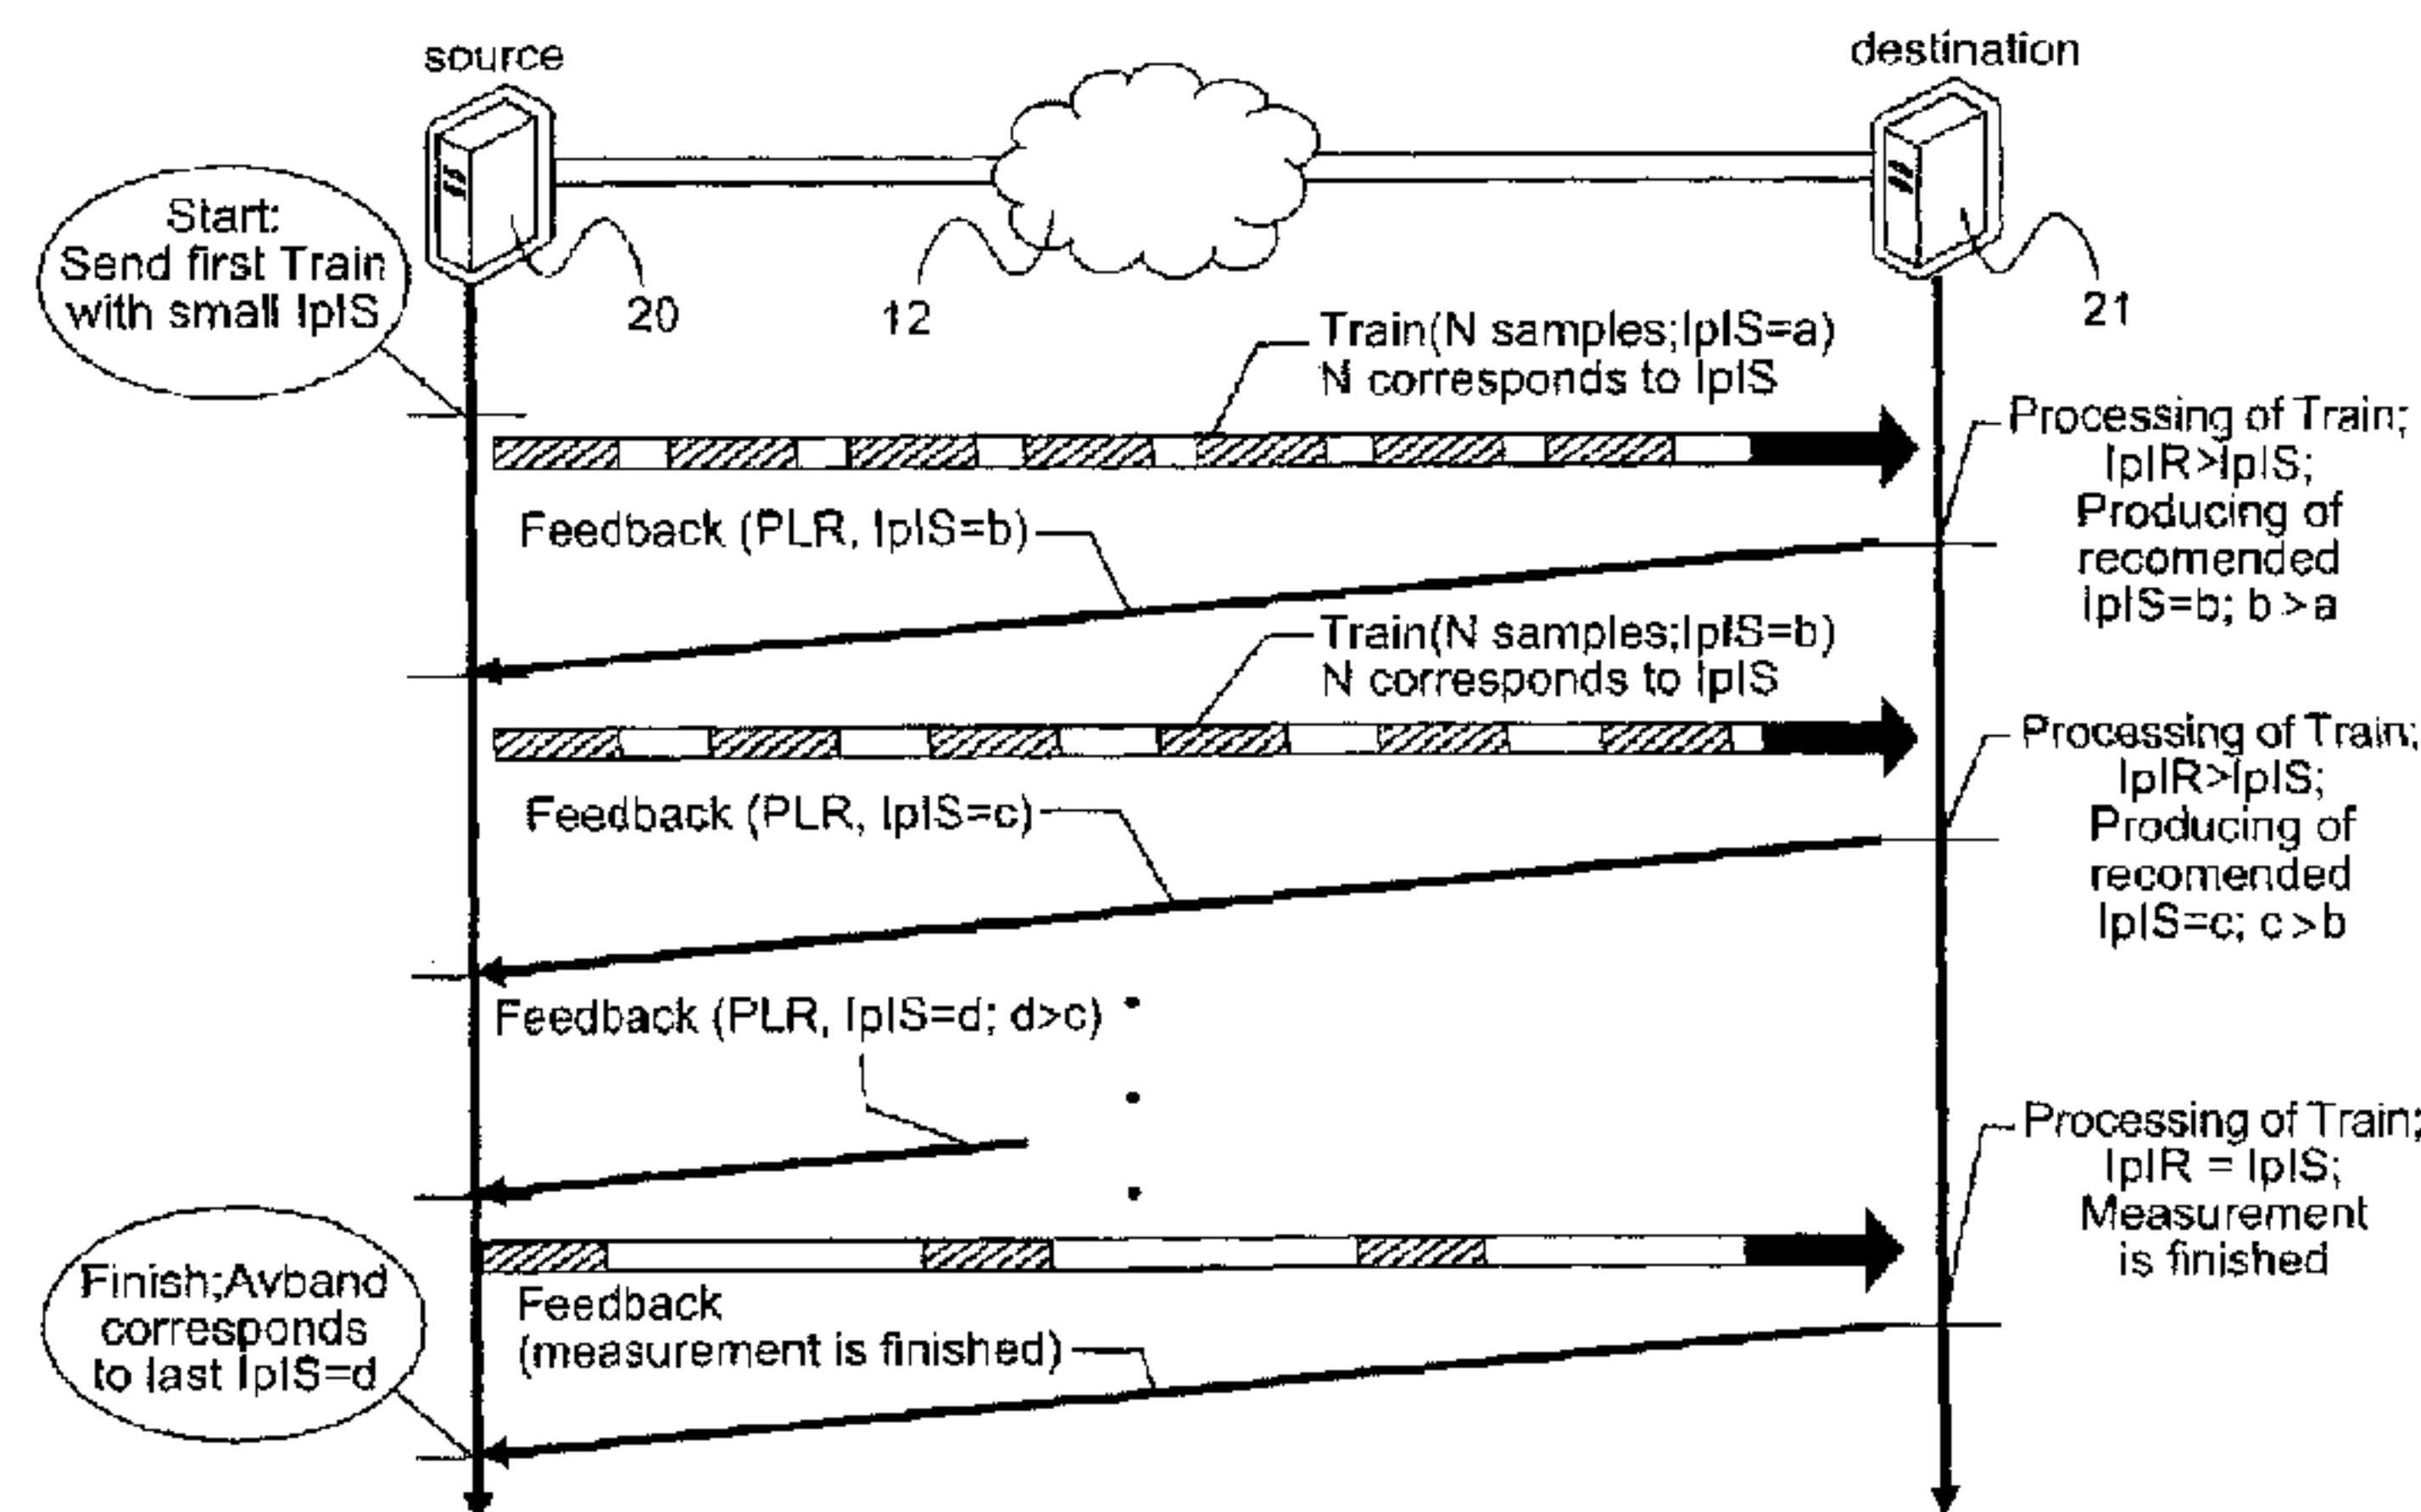 source
destination
Start:
Send first Train
with small IpIS
20
12
21
Train(N samples;IpIS=a)
N corresponds to IpIS
Processing of Train;
IpIR>IpIS;
Producing of
recomended
IpIS=b; b>a
Feedback (PLR, IpIS=b)
Train(N samples;IpIS=b)
N corresponds to IpIS
Processing of Train;
IpIR>IpIS;
Producing of
recomended
IpIS=c; c>b
Feedback (PLR, IpIS=c)
Feedback (PLR, IpIS=d; d>c)
Processing of Train;
IpIR = IpIS;
Measurement
is finished
Finish;Avband
corresponds
to last IpIS=d
Feedback
(measurement is finished)